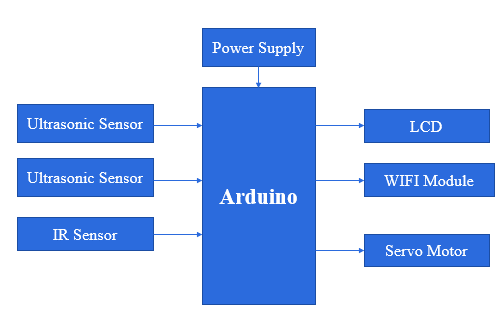 Power Supply
Ultrasonic Sensor
Ultrasonic Sensor
IR Sensor
Arduino
LCD
WIFI Module
Servo Motor